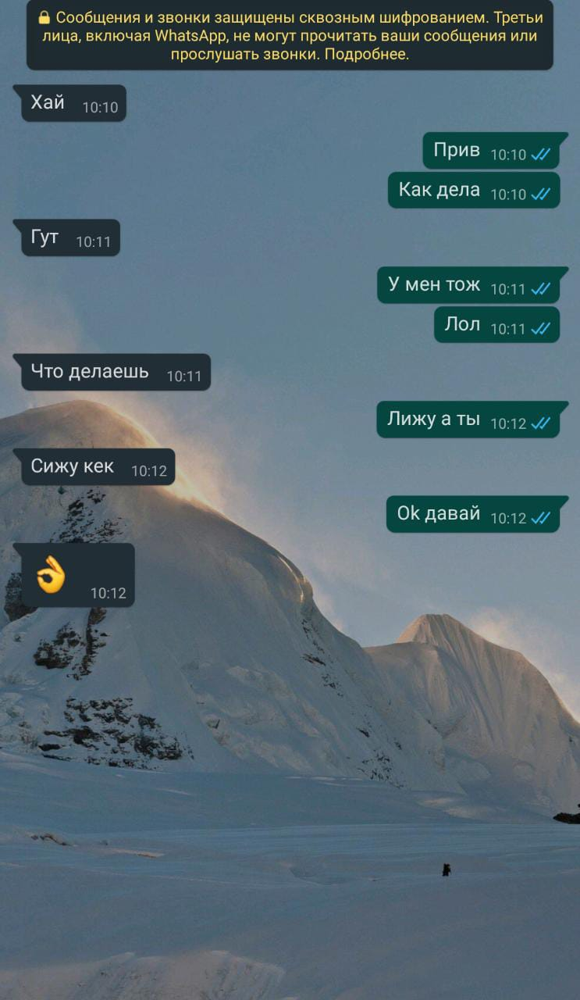 🔒 Сообщения и звонки защищены сквозным шифрованием. Третьи
лица, включая WhatsApp, не могут прочитать ваши сообщения или
прослушать звонки. Подробнее.
Хай 10:10
Прив 10:10
Как дела 10:10
Гут 10:11
У мен тож 10:11
Лол 10:11
Что делаешь 10:11
Лижу а ты 10:12
Сижу кек 10:12
Ok давай 10:12
👌
10:12